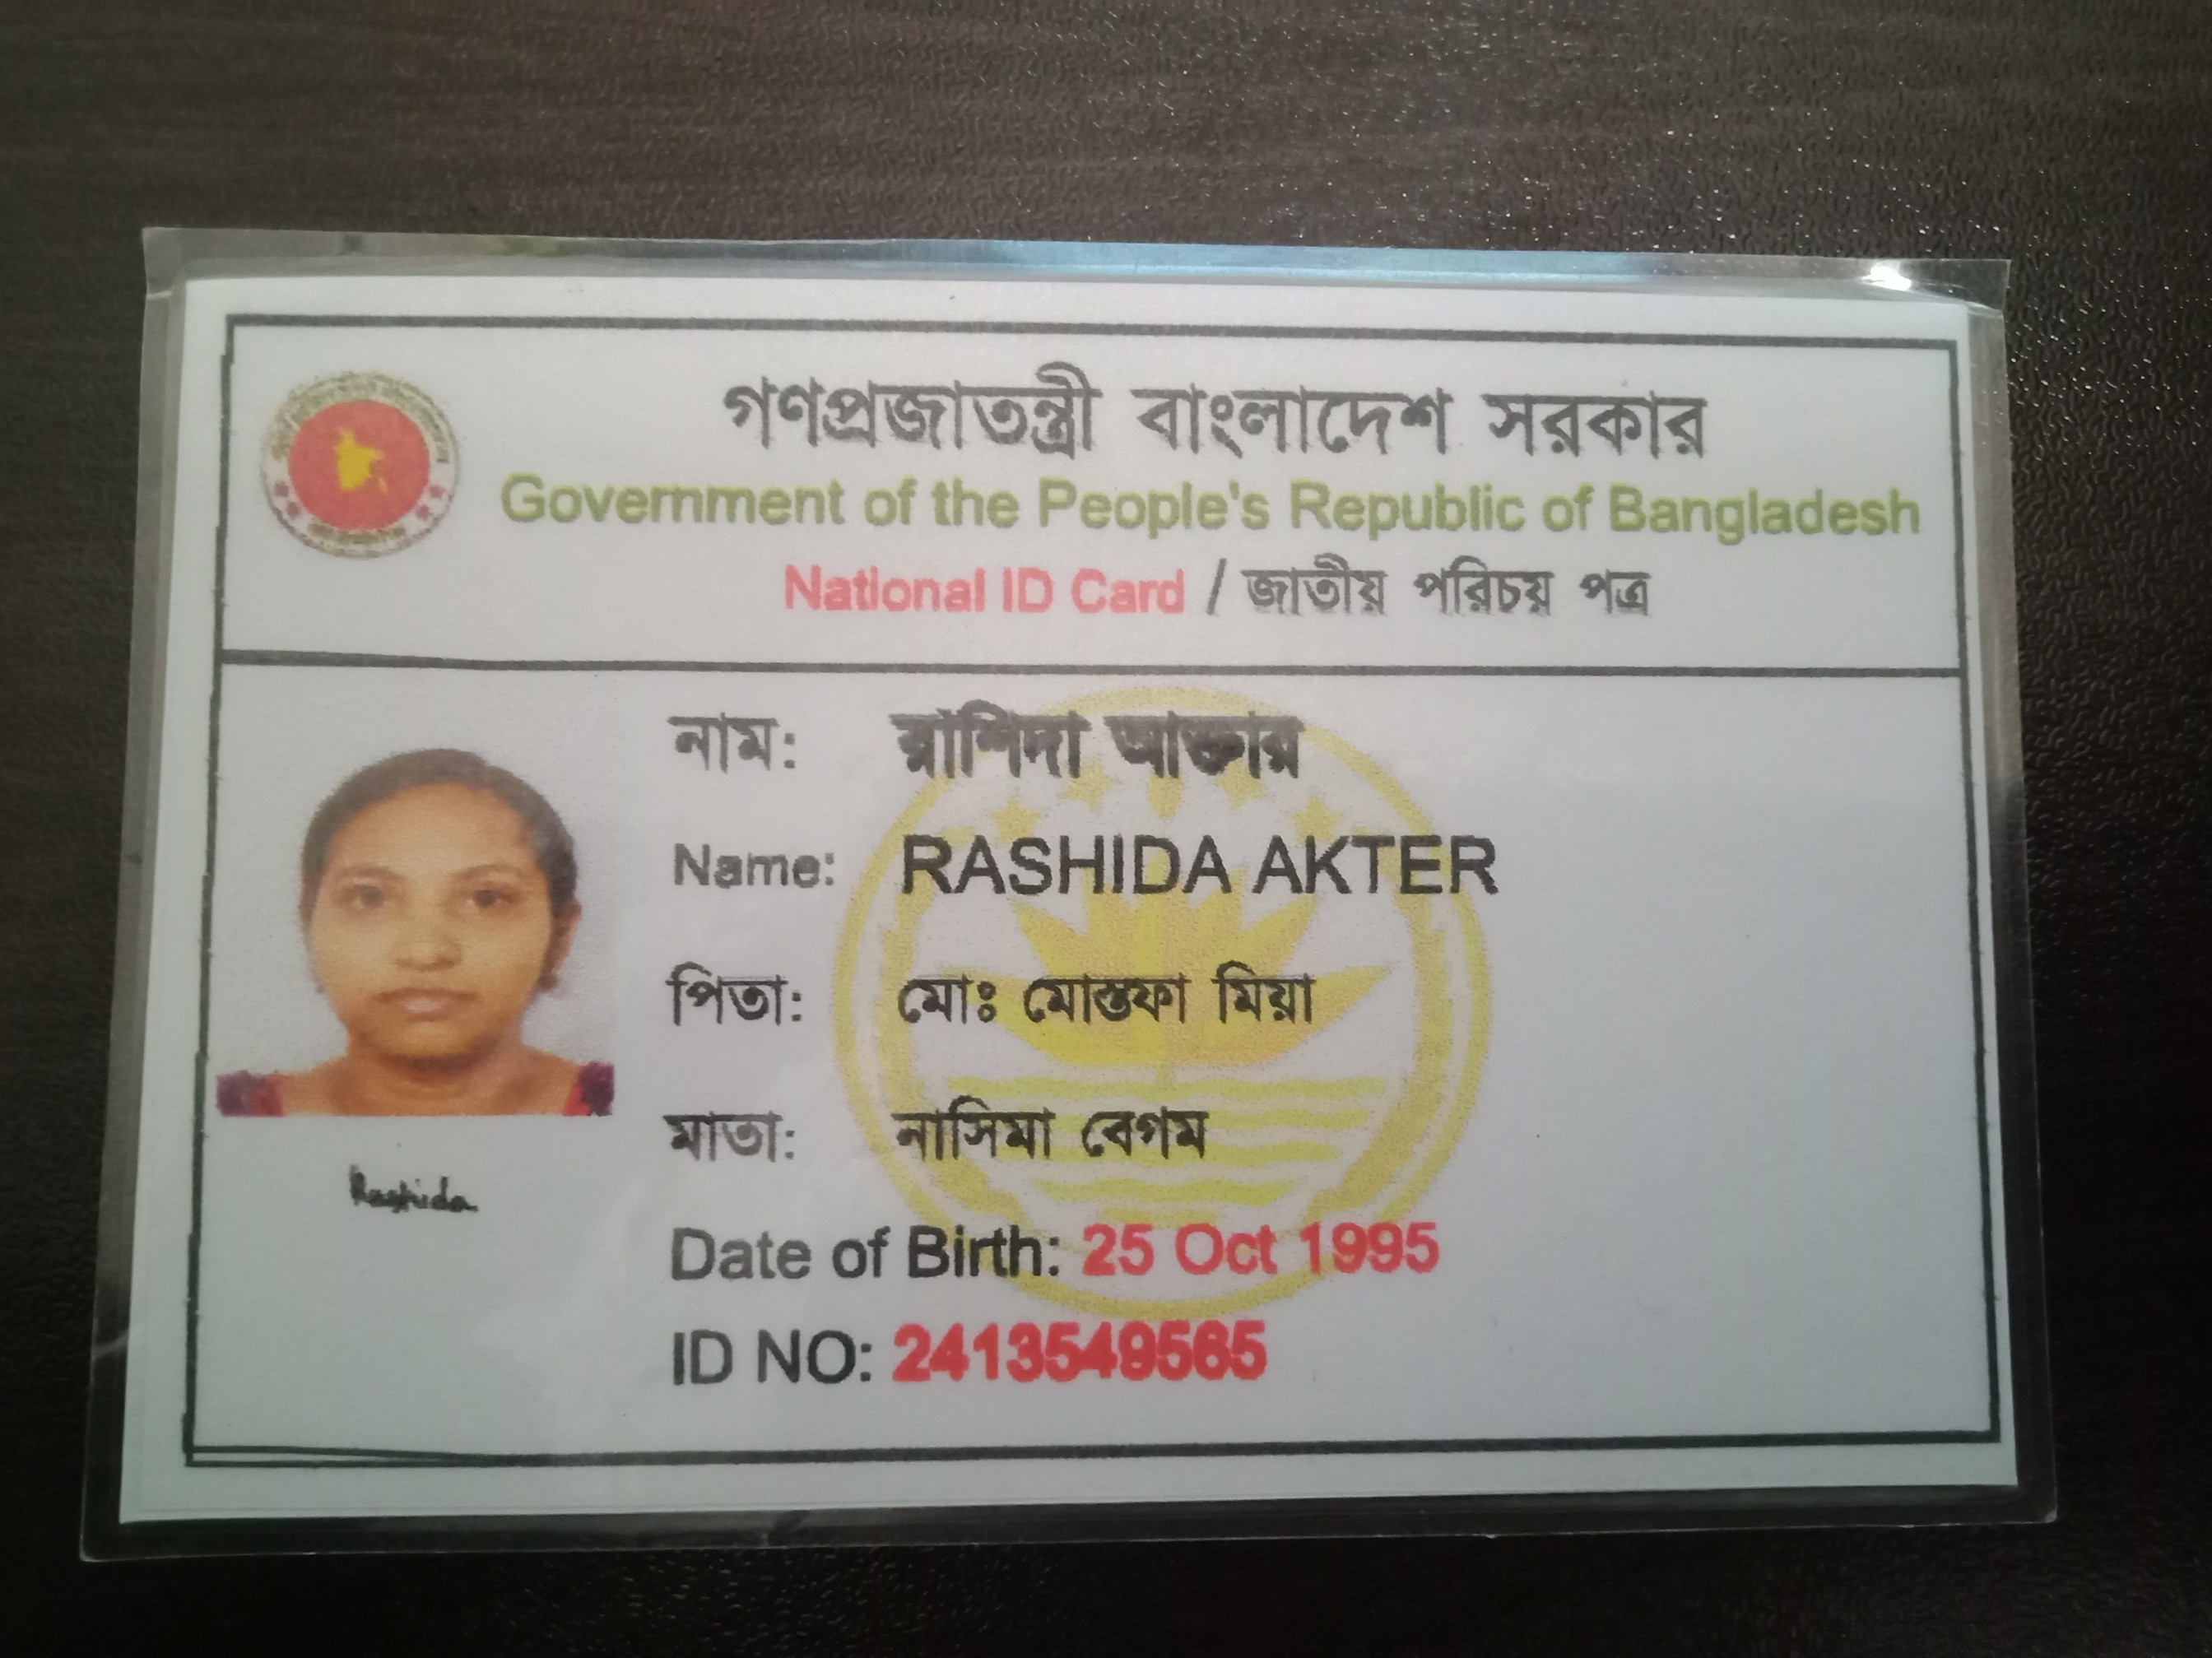 গণপ্রজাতন্ত্রী বাংলাদেশ সরকার
Government of the People's Republic of Bangladesh
National ID Card / জাতীয় পরিচয় পত্র
নাম: রাশিদা আক্তার
Name: RASHIDA AKTER
পিতা: মোঃ মোস্তফা মিয়া
মাতা: নাসিমা বেগম
Rashida
Date of Birth: 25 Oct 1995
ID NO: 2413549565